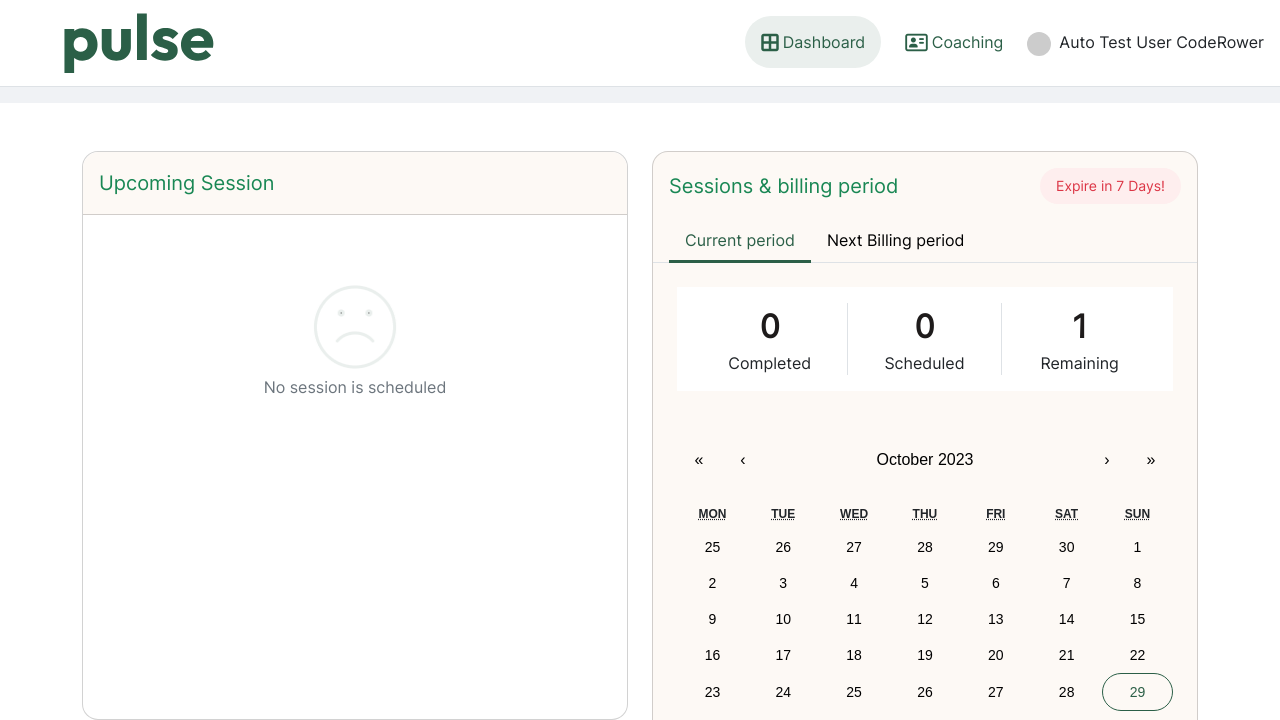 pulse
Dashboard
Coaching
Auto Test User CodeRower
Upcoming Session
No session is scheduled
Sessions & billing period
Expire in 7 Days!
Current period
Next Billing period
0 0 1
Completed Scheduled Remaining
« ‹ October 2023 › »
MON TUE WED THU FRI SAT SUN
25 26 27 28 29 30 1
2 3 4 5 6 7 8
9 10 11 12 13 14 15
16 17 18 19 20 21 22
23 24 25 26 27 28 29